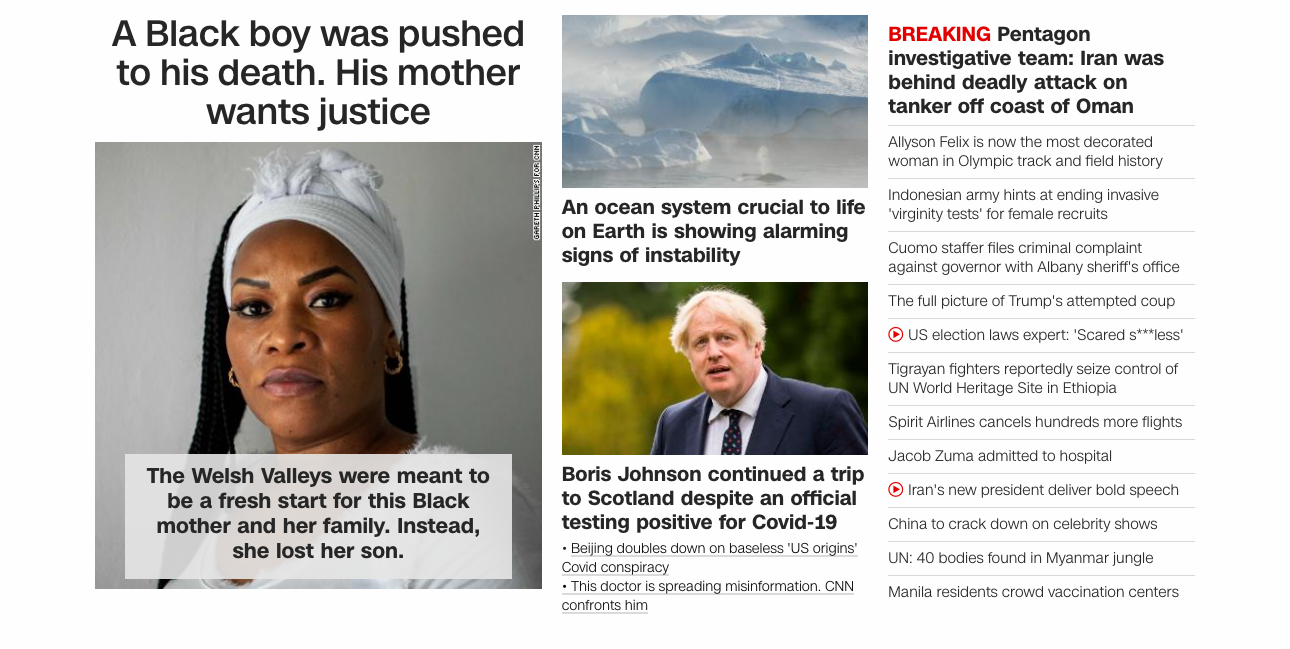 A Black boy was pushed
to his death. His mother
wants justice
GARETH PHILLIPS FOR CNN
The Welsh Valleys were meant to
be a fresh start for this Black
mother and her family. Instead,
she lost her son.
An ocean system crucial to life
on Earth is showing alarming
signs of instability
Boris Johnson continued a trip
to Scotland despite an official
testing positive for Covid-19
• Beijing doubles down on baseless 'US origins'
Covid conspiracy
• This doctor is spreading misinformation. CNN
confronts him
BREAKING Pentagon
investigative team: Iran was
behind deadly attack on
tanker off coast of Oman
Allyson Felix is now the most decorated
woman in Olympic track and field history
Indonesian army hints at ending invasive
'virginity tests' for female recruits
Cuomo staffer files criminal complaint
against governor with Albany sheriff's office
The full picture of Trump's attempted coup
US election laws expert: 'Scared s***less'
Tigrayan fighters reportedly seize control of
UN World Heritage Site in Ethiopia
Spirit Airlines cancels hundreds more flights
Jacob Zuma admitted to hospital
Iran's new president deliver bold speech
China to crack down on celebrity shows
UN: 40 bodies found in Myanmar jungle
Manila residents crowd vaccination centers